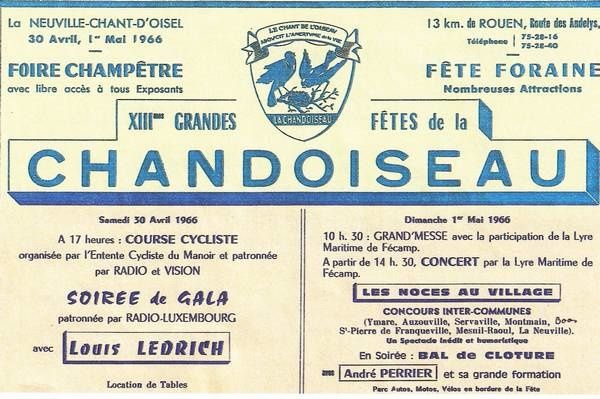 La NEUVILLE-CHANT-D'OISEL
30 Avril, 1er Mai 1966
FOIRE CHAMPÊTRE
avec libre accès à tous Exposants
LE CHANT DE L'OISEAU
ADOUCIT L'AMERTUME de la VIE
LA CHANDOISEAU
13 km. de ROUEN, Route des Andelys,
Téléphone 75-28-16
75-28-40
FÊTE FORAINE
Nombreuses Attractions
XIIImes GRANDES FÊTES de la
CHANDOISEAU
Samedi 30 Avril 1966
A 17 heures : COURSE CYCLISTE
organisée par l'Entente Cycliste du Manoir et patronnée
par RADIO et VISION
SOIREE de GALA
patronnée par RADIO-LUXEMBOURG
avec Louis LEDRICH
Location de Tables
Dimanche 1er Mai 1966
10 h. 30 : GRAND'MESSE avec la participation de la Lyre
Maritime de Fécamp.
A partir de 14 h. 30, CONCERT par la Lyre Maritime de
Fécamp.
LES NOCES AU VILLAGE
CONCOURS INTER-COMMUNES
(Ymare, Auzouville, Servaville, Montmain, Boos
St-Pierre de Franqueville, Mesnil-Raoul, La Neuville).
Un Spectacle inédit et humoristique
En Soirée : BAL de CLOTURE
avec André PERRIER et sa grande formation
Parc Autos, Motos, Vélos en bordure de la Fête